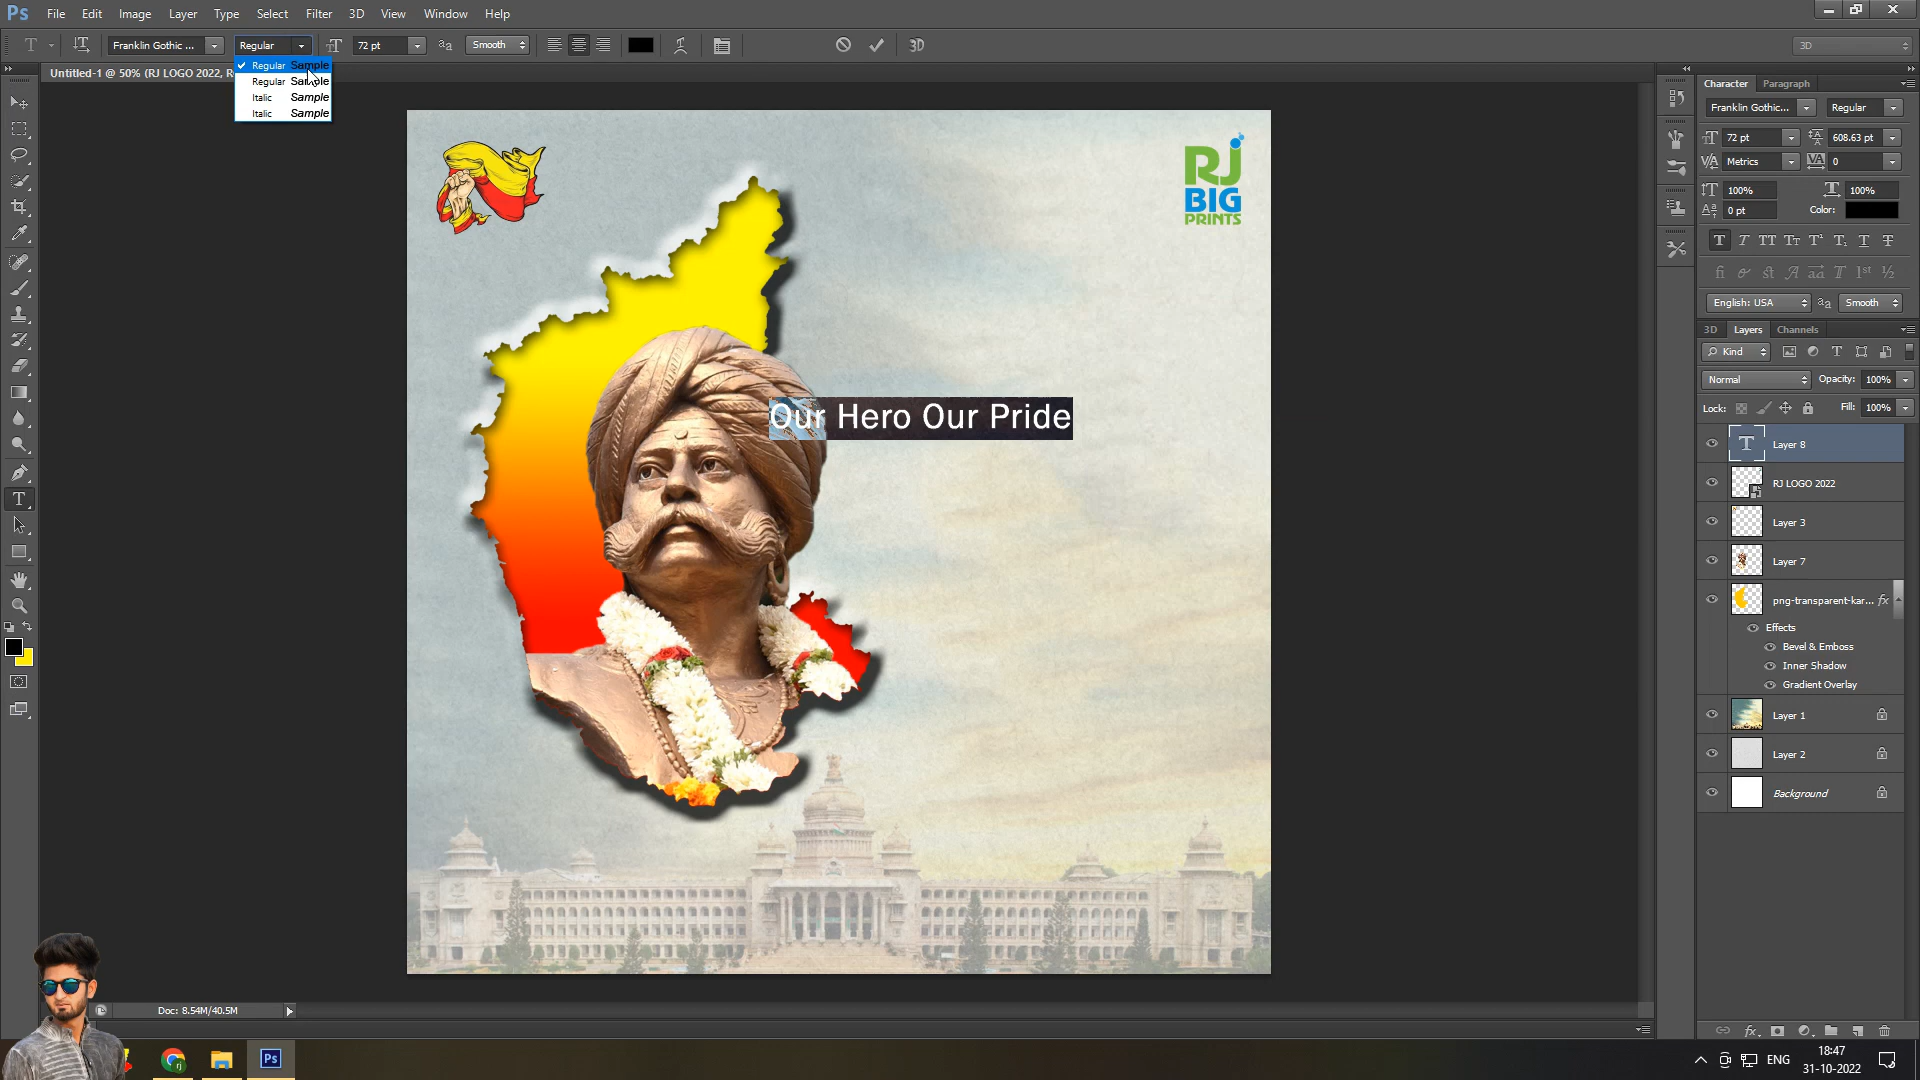 Ps File Edit Image Layer Type Select Filter 3D View Window Help
T Franklin Gothic ... Regular 72 pt aa Smooth 3D 3D
Untitled-1 @ 50% (RJ LOGO 2022, R
Regular Sample
Regular Sample
Italic Sample
Italic Sample
RJ
BIG
PRINTS
Our Hero Our Pride
Character Paragraph
Franklin Gothic... Regular
72 pt 608.63 pt
Metrics 0
100% 100%
0 pt Color:
English: USA aa Smooth
3D Layers Channels
Kind
Normal Opacity: 100%
Lock: Fill: 100%
Layer 8
RJ LOGO 2022
Layer 3
Layer 7
png-transparent-kar... fx
Effects
Bevel & Emboss
Inner Shadow
Gradient Overlay
Layer 1
Layer 2
Background
Doc: 8.54M/40.5M
Ps
ENG
18:47
31-10-2022